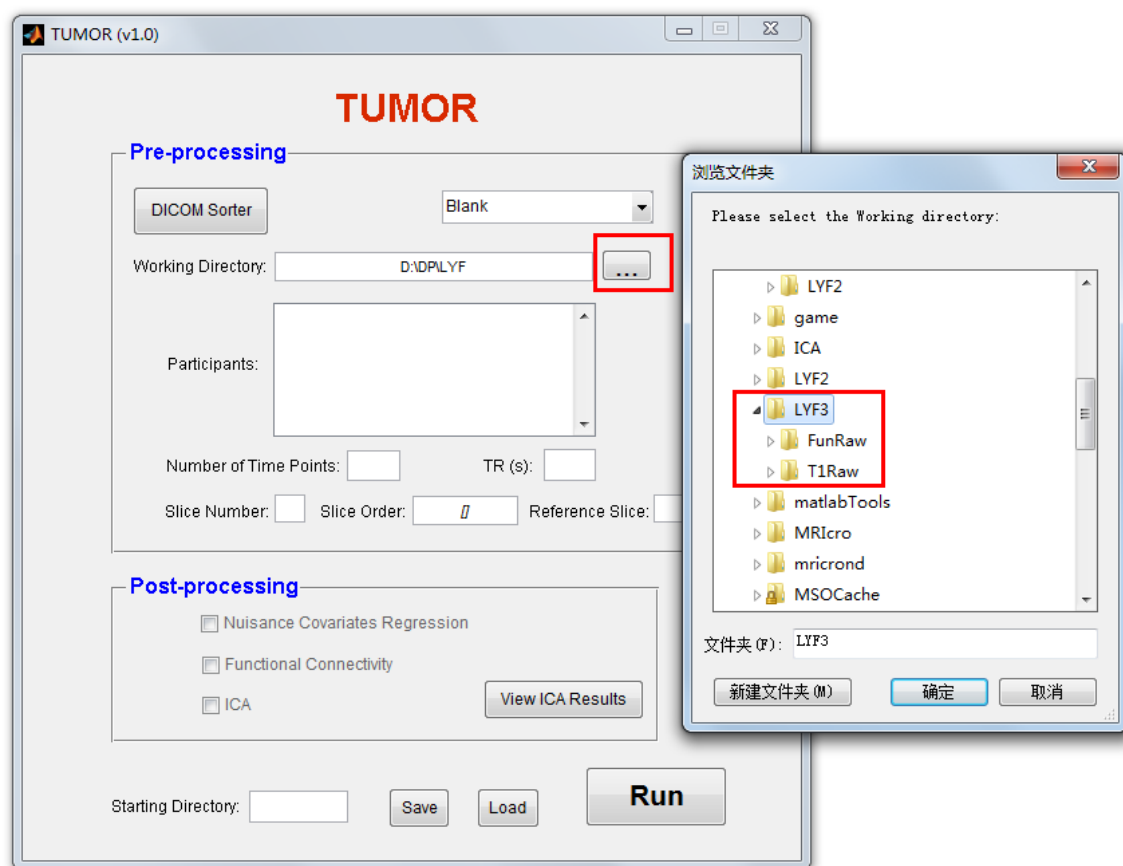 TUMOR (v1.0)
TUMOR
Pre-processing
DICOM Sorter
Blank
Working Directory:
D:\DP\LYF
...
Participants:
Number of Time Points:
TR (s):
Slice Number:
Slice Order:
[]
Reference Slice:
Post-processing
Nuisance Covariates Regression
Functional Connectivity
ICA
View ICA Results
Starting Directory:
Save
Load
Run
浏览文件夹
Please select the Working directory:
LYF2
game
ICA
LYF2
LYF3
FunRaw
T1Raw
matlabTools
MRIcro
mricrond
MSOCache
文件夹(F):
LYF3
新建文件夹(M)
确定
取消